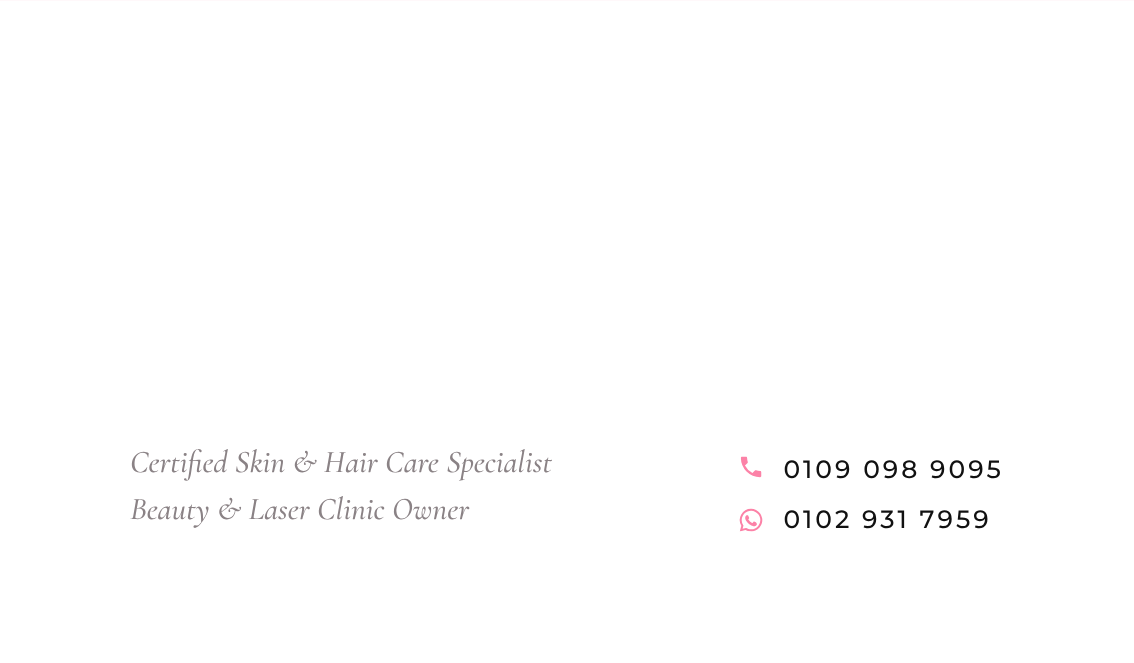 Certified Skin & Hair Care Specialist
Beauty & Laser Clinic Owner
0109 098 9095
0102 931 7959